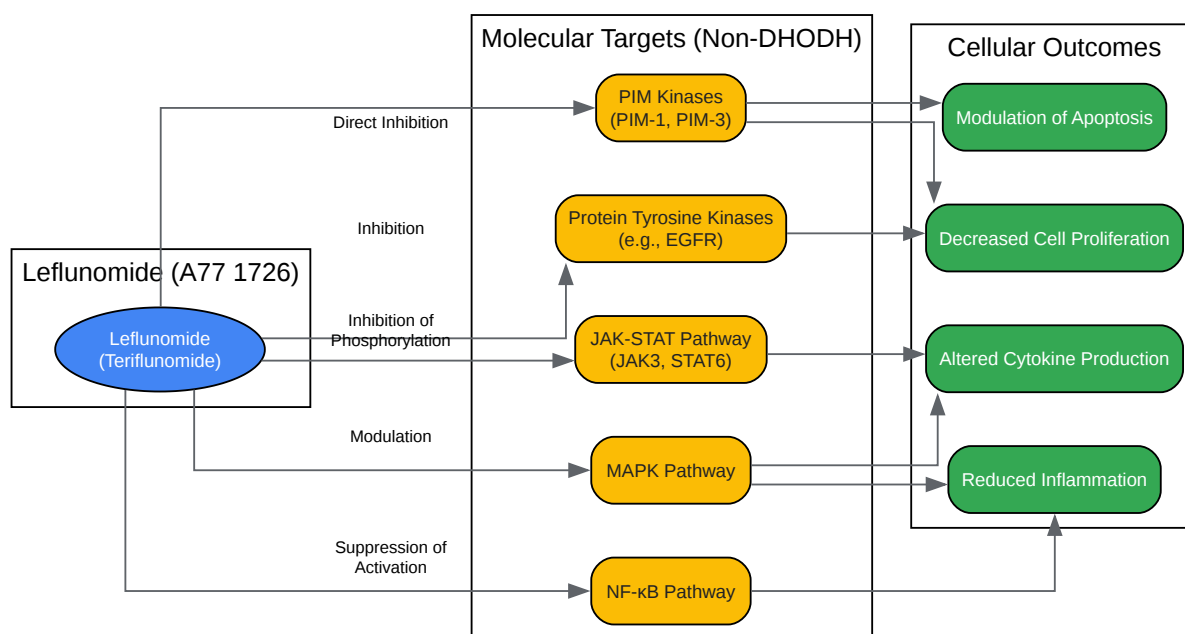 Leflunomide (A77 1726)
Leflunomide
(Teriflunomide)
Direct Inhibition
Inhibition
Inhibition of
Phosphorylation
Modulation
Suppression of
Activation
Molecular Targets (Non-DHODH)
PIM Kinases
(PIM-1, PIM-3)
Protein Tyrosine Kinases
(e.g., EGFR)
JAK-STAT Pathway
(JAK3, STAT6)
MAPK Pathway
NF-κB Pathway
Cellular Outcomes
Modulation of Apoptosis
Decreased Cell Proliferation
Altered Cytokine Production
Reduced Inflammation